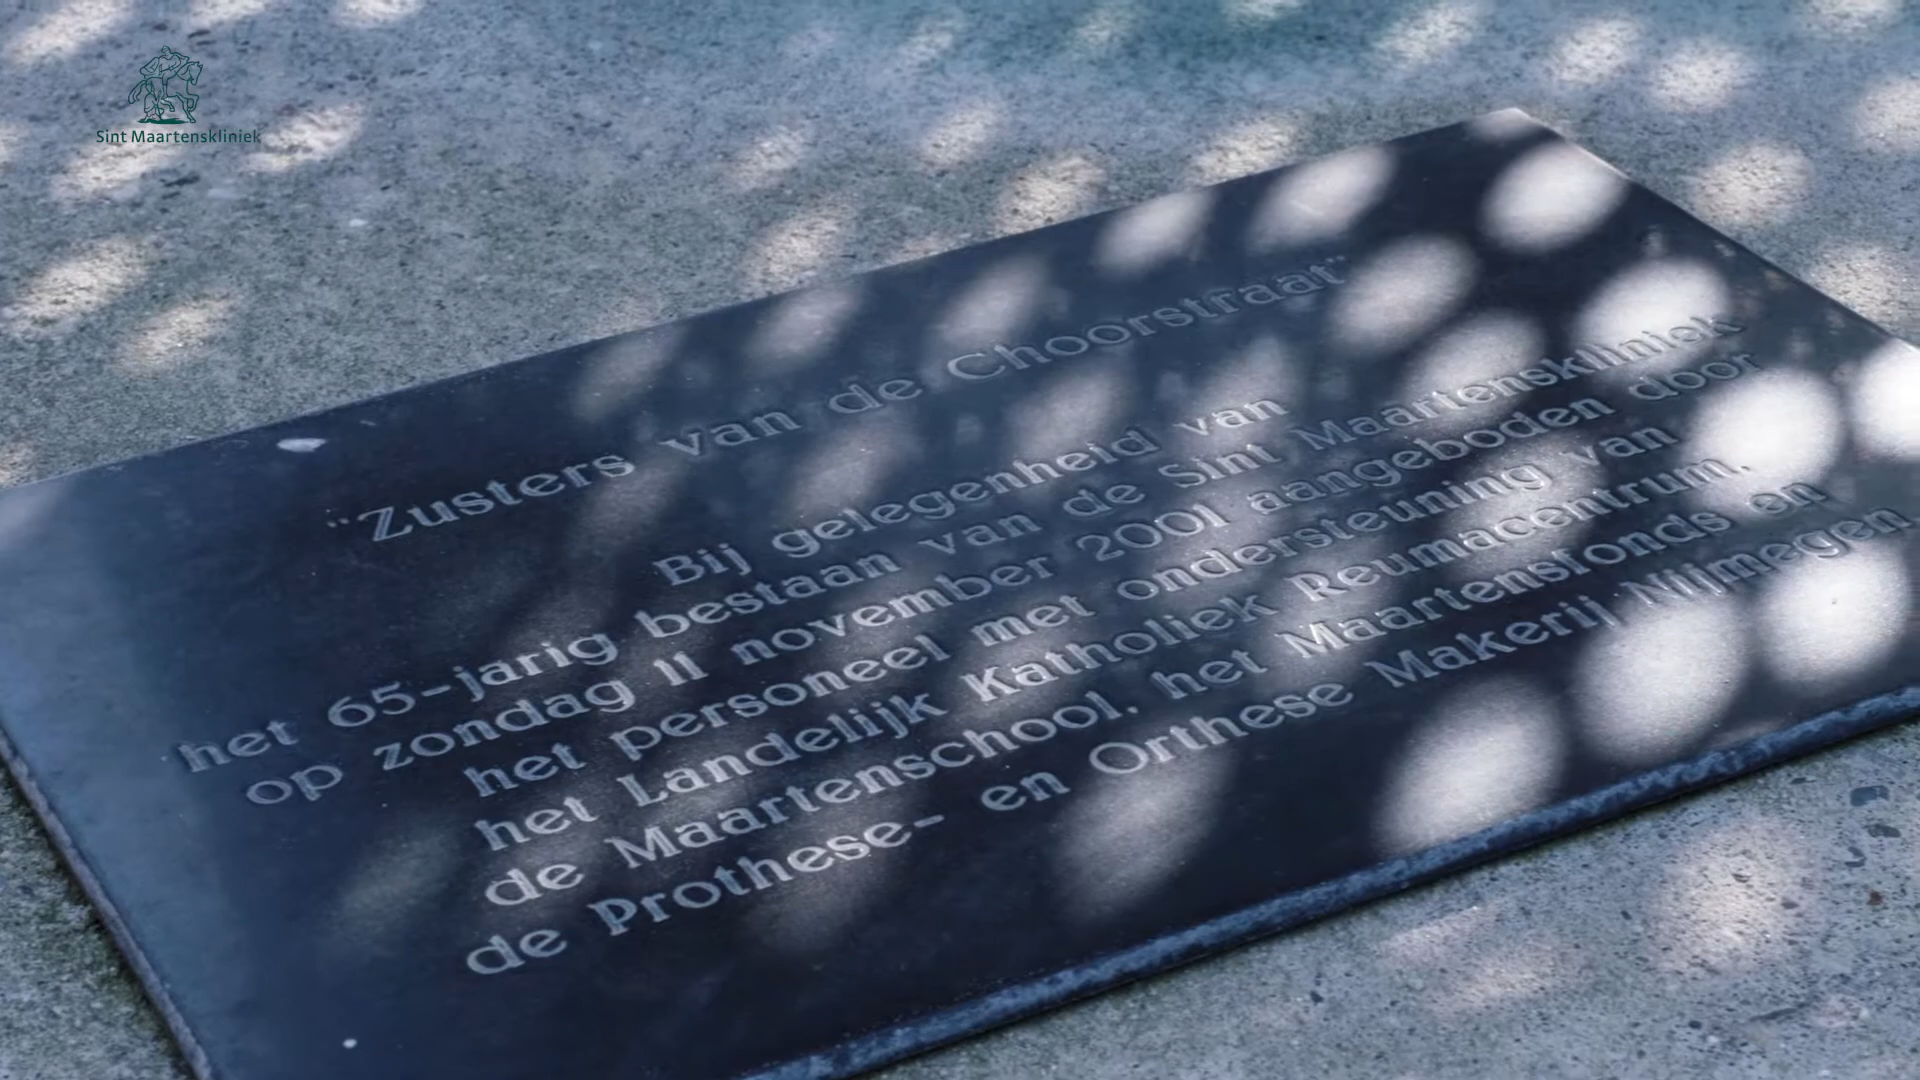 Sint Maartenskliniek
"Zusters van de Choorstraat"
Bij gelegenheid van
het 65-jarig bestaan van de Sint Maartenskliniek
op zondag 11 november 2001 aangeboden door
het personeel met ondersteuning van
het Landelijk Katholiek Reumacentrum,
de Maartenschool, het Maartensfonds en
de Prothese- en Orthese Makerij Nijmegen